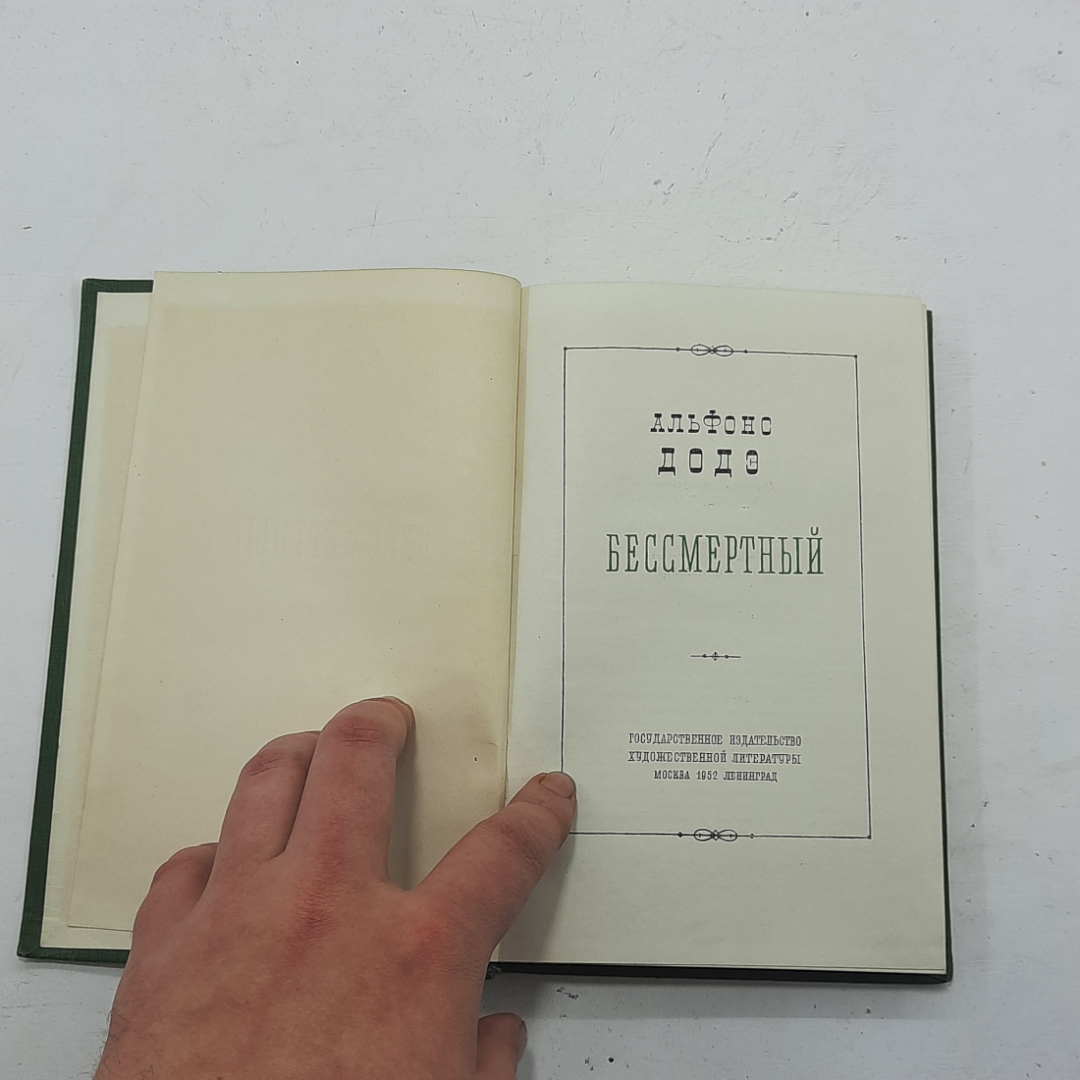 АЛЬФОНС
ДОДЭ
БЕССМЕРТНЫЙ
ГОСУДАРСТВЕННОЕ ИЗДАТЕЛЬСТВО
ХУДОЖЕСТВЕННОЙ ЛИТЕРАТУРЫ
МОСКВА 1952 ЛЕНИНГРАД